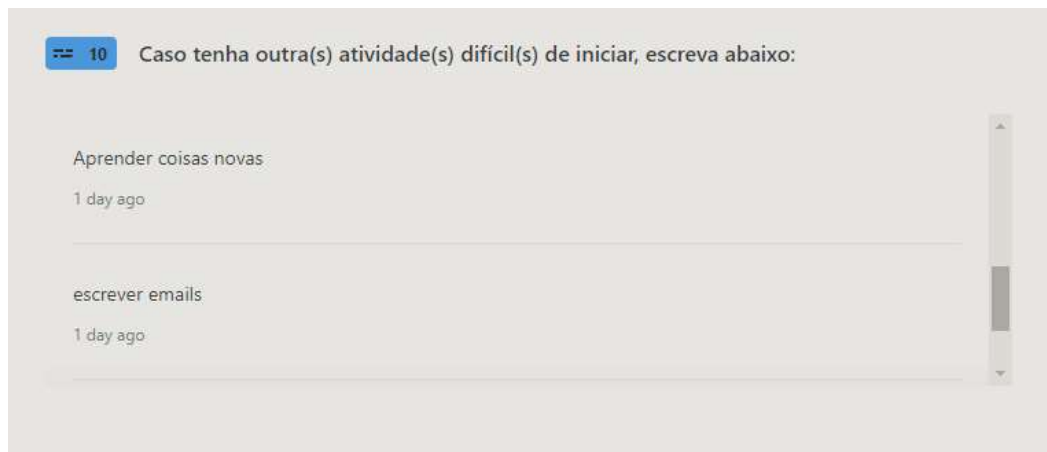 10 Caso tenha outra(s) atividade(s) difícil(s) de iniciar, escreva abaixo:
Aprender coisas novas
1 day ago
escrever emails
1 day ago